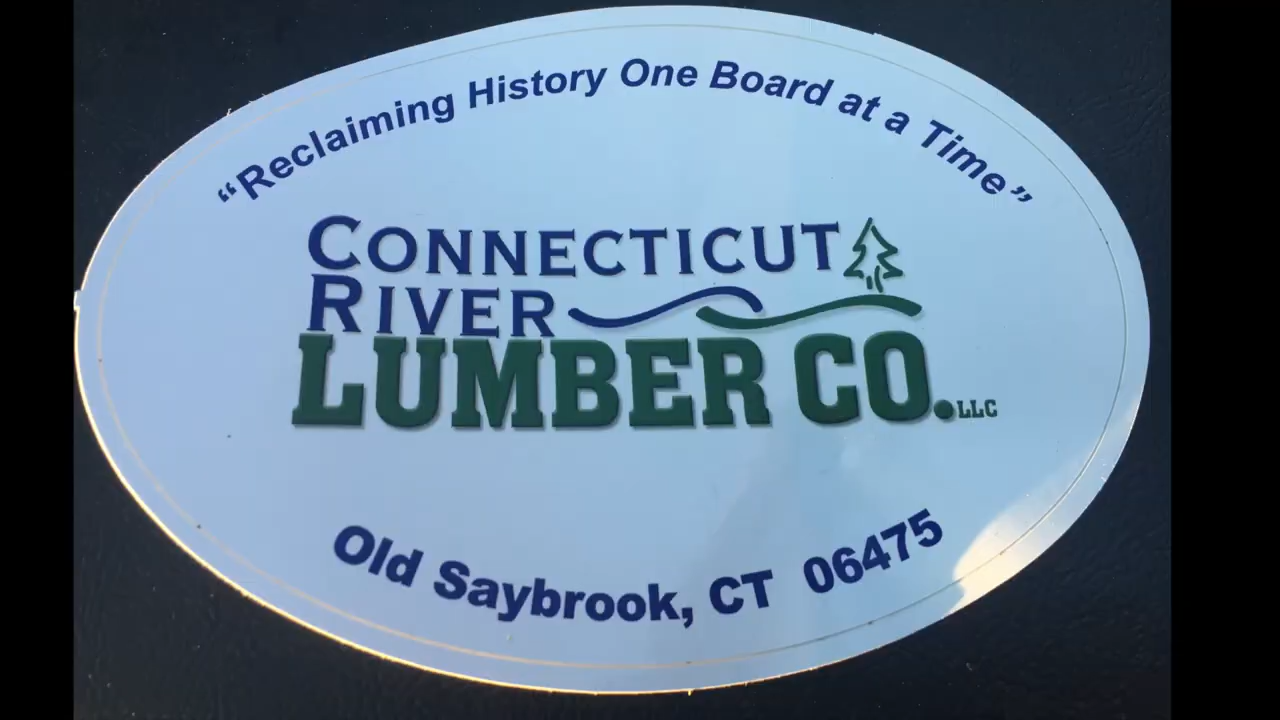 “Reclaiming History One Board at a Time”
CONNECTICUT
RIVER
LUMBER CO. LLC
Old Saybrook, CT 06475